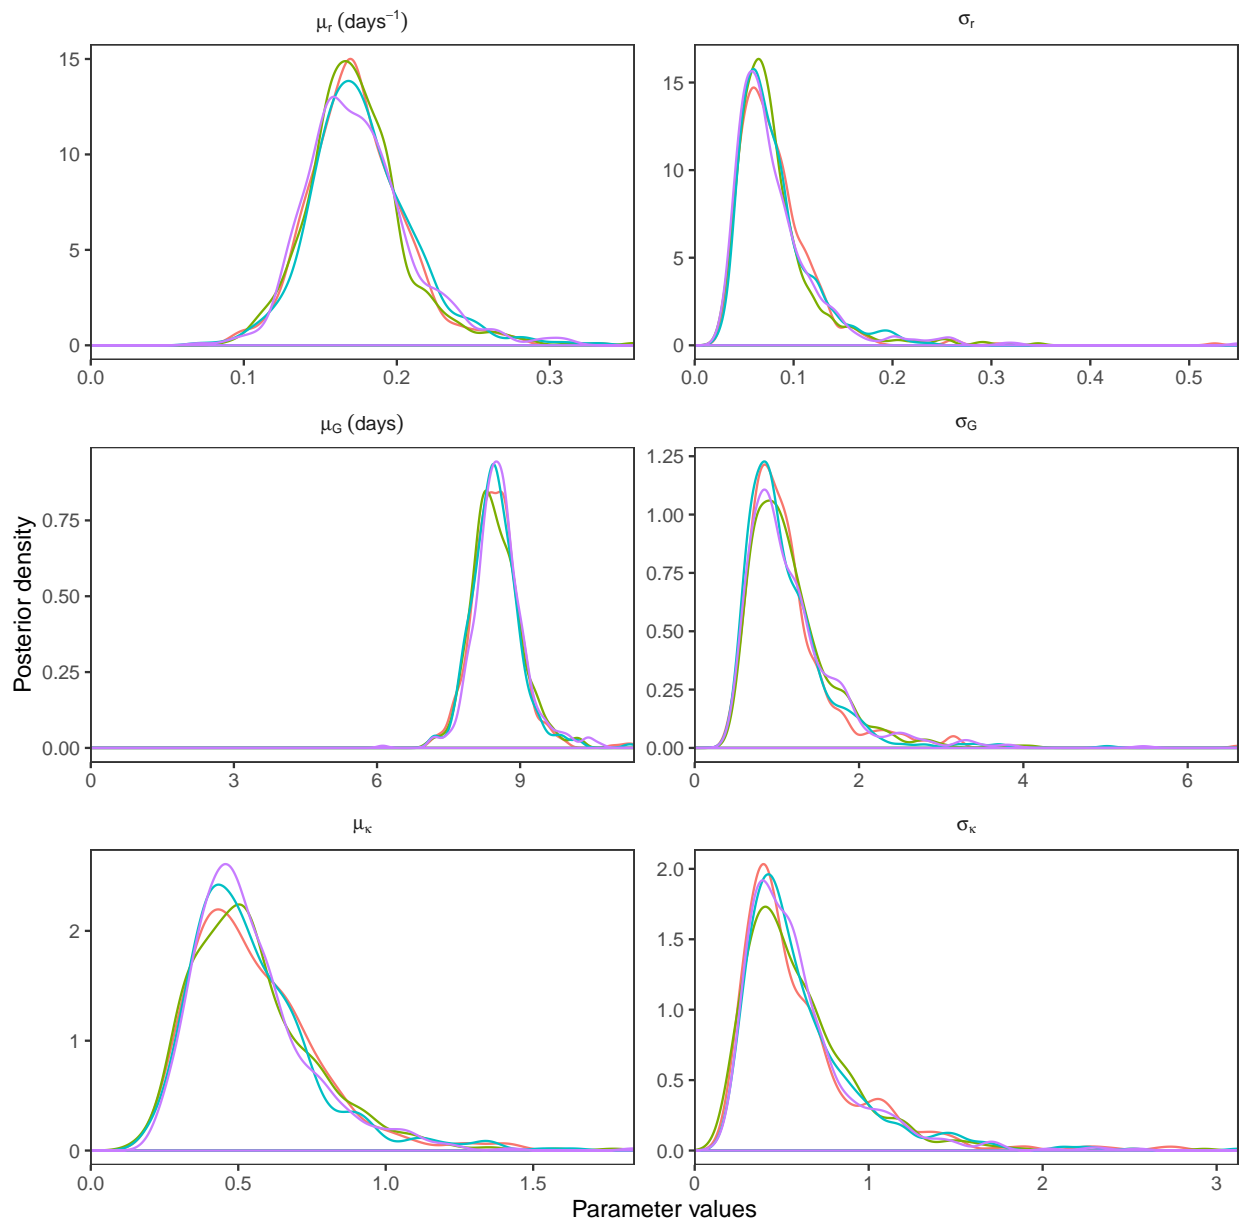 μr (days⁻¹)
σr
15
10
5
0
0.0 0.1 0.2 0.3
15
10
5
0
0.0 0.1 0.2 0.3 0.4 0.5
μG (days)
σG
0.75
0.50
0.25
0.00
0 3 6 9
1.25
1.00
0.75
0.50
0.25
0.00
0 2 4 6
Posterior density
μκ
σκ
2
1
0
0.0 0.5 1.0 1.5
2.0
1.5
1.0
0.5
0.0
0 1 2 3
Parameter values